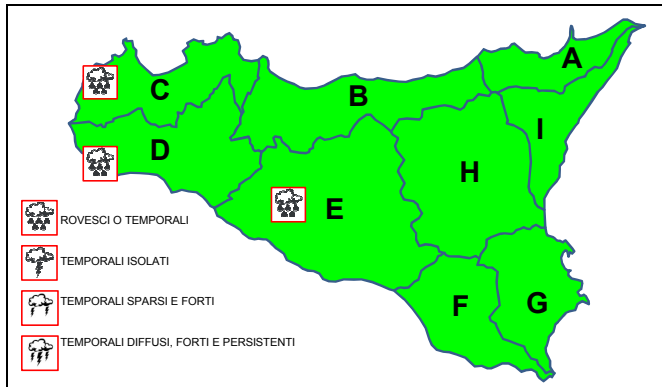 A
C
B
I
D
H
E
ROVESCI O TEMPORALI
TEMPORALI ISOLATI
F
G
TEMPORALI SPARSI E FORTI
TEMPORALI DIFFUSI, FORTI E PERSISTENTI